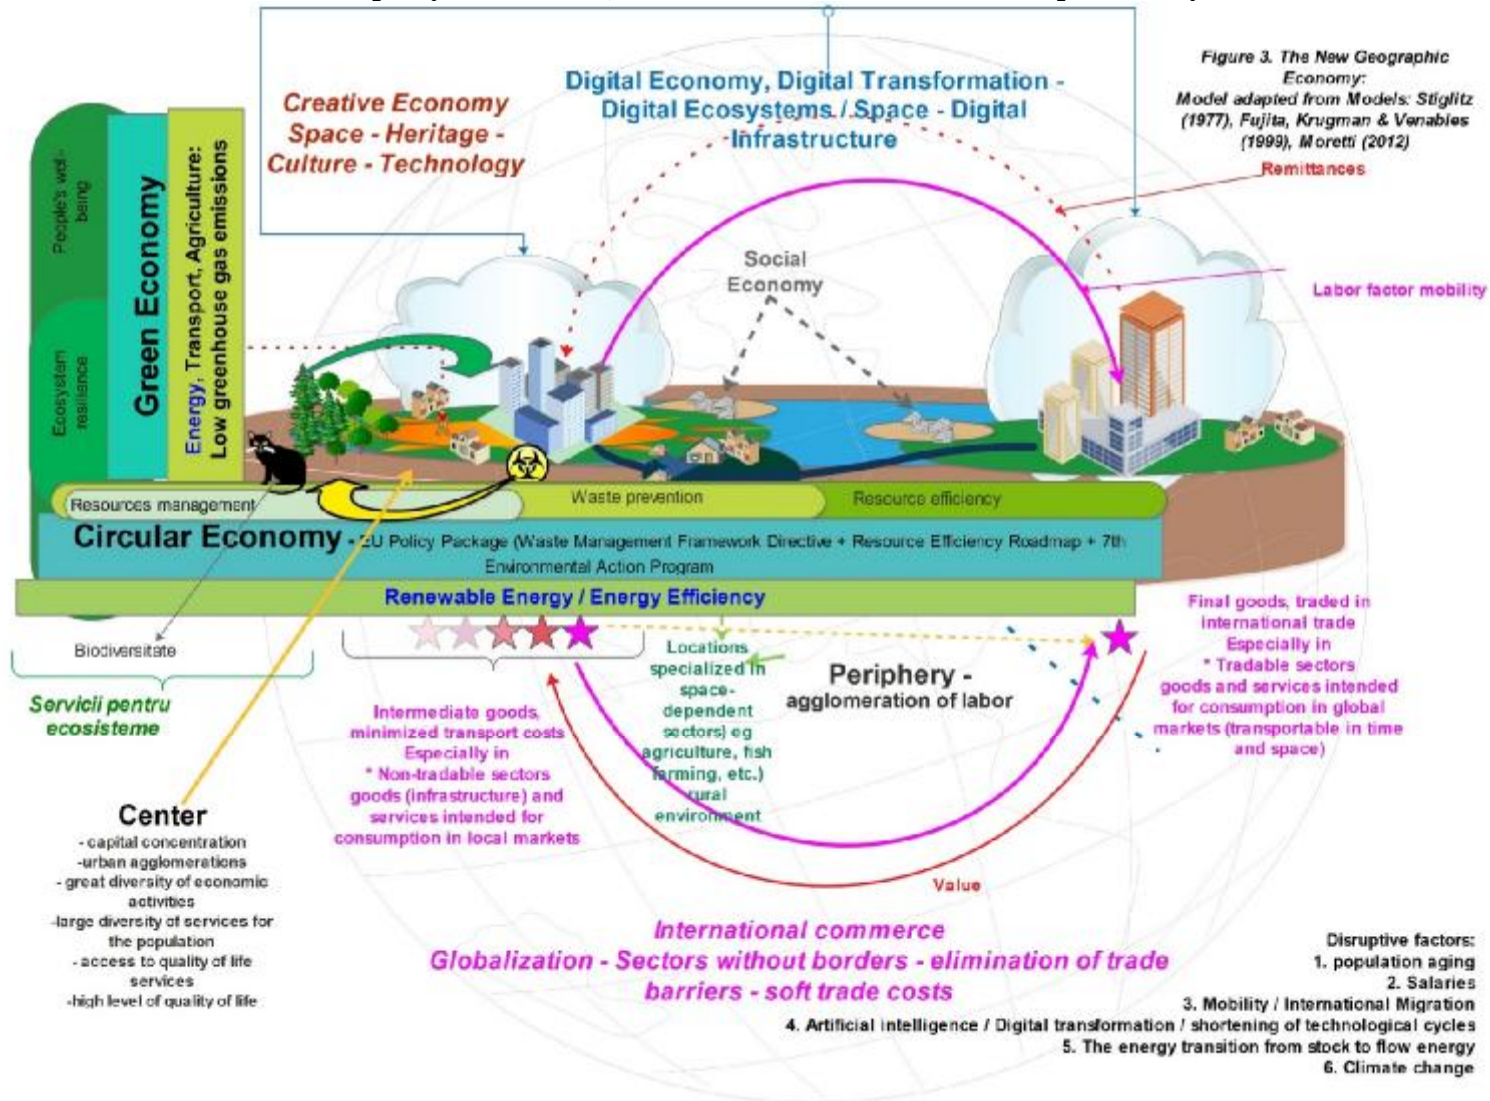 Figure 3. The New Geographic
Economy:
Model adapted from Models: Stiglitz
(1977), Fujita, Krugman & Venables
(1999), Moretti (2012)
Digital Economy, Digital Transformation -
Digital Ecosystems / Space - Digital
Infrastructure
Creative Economy
Space - Heritage -
Culture - Technology
Remittances
Labor factor mobility
Social
Economy
People's wel-
being
Ecosystem
resilience
Green Economy
Energy, Transport, Agriculture:
Low greenhouse gas emissions
Resources management
Waste prevention
Resource efficiency
Circular Economy - EU Policy Package (Waste Management Framework Directive + Resource Efficiency Roadmap + 7th
Environmental Action Program
Renewable Energy / Energy Efficiency
Biodiversitate
Servicii pentru
ecosisteme
Center
- capital concentration
-urban agglomerations
- great diversity of economic
activities
-large diversity of services for
the population
- access to quality of life
services
-high level of quality of life
Intermediate goods,
minimized transport costs
Especially in
* Non-tradable sectors
goods (infrastructure) and
services intended for
consumption in local markets
Locations
specialized in
space-
dependent
sectors) eg
agriculture, fish
farming, etc.)
rural
environment
Periphery -
agglomeration of labor
Final goods, traded in
international trade
Especially in
* Tradable sectors
goods and services intended
for consumption in global
markets (transportable in time
and space)
Value
International commerce
Globalization - Sectors without borders - elimination of trade
barriers - soft trade costs
Disruptive factors:
1. population aging
2. Salaries
3. Mobility / International Migration
4. Artificial intelligence / Digital transformation / shortening of technological cycles
5. The energy transition from stock to flow energy
6. Climate change